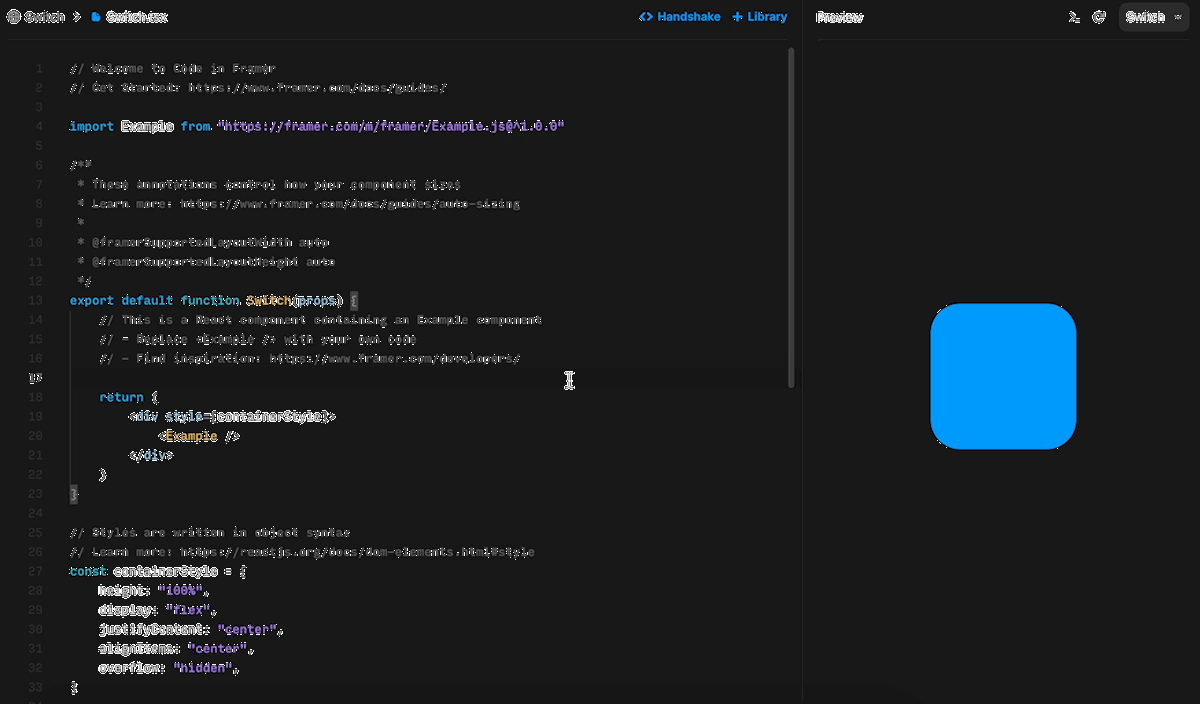 Switch Switch.tsx Handshake Library
Preview Switch
1 // Welcome to Code in Framer
2 // Get Started: https://www.framer.com/docs/guides/
3
4 import Example from "https://framer.com/m/framer/Example.js@^1.0.0"
5
6 /**
7 * These annotations control how your component sizes
8 * Learn more: https://www.framer.com/docs/guides/auto-sizing
9 *
10 * @framerSupportedLayoutWidth auto
11 * @framerSupportedLayoutHeight auto
12 */
13 export default function Switch(props) {
14 // This is a React component containing an Example component
15 // - Replace <Example /> with your own code
16 // - Find inspiration: https://www.framer.com/developers/
17
18 return (
19 <div style={containerStyle}>
20 <Example />
21 </div>
22 )
23 }
24
25 // Styles are written in object syntax
26 // Learn more: https://reactjs.org/docs/dom-elements.html#style
27 const containerStyle = {
28 height: "100%",
29 display: "flex",
30 justifyContent: "center",
31 alignItems: "center",
32 overflow: "hidden",
33 }